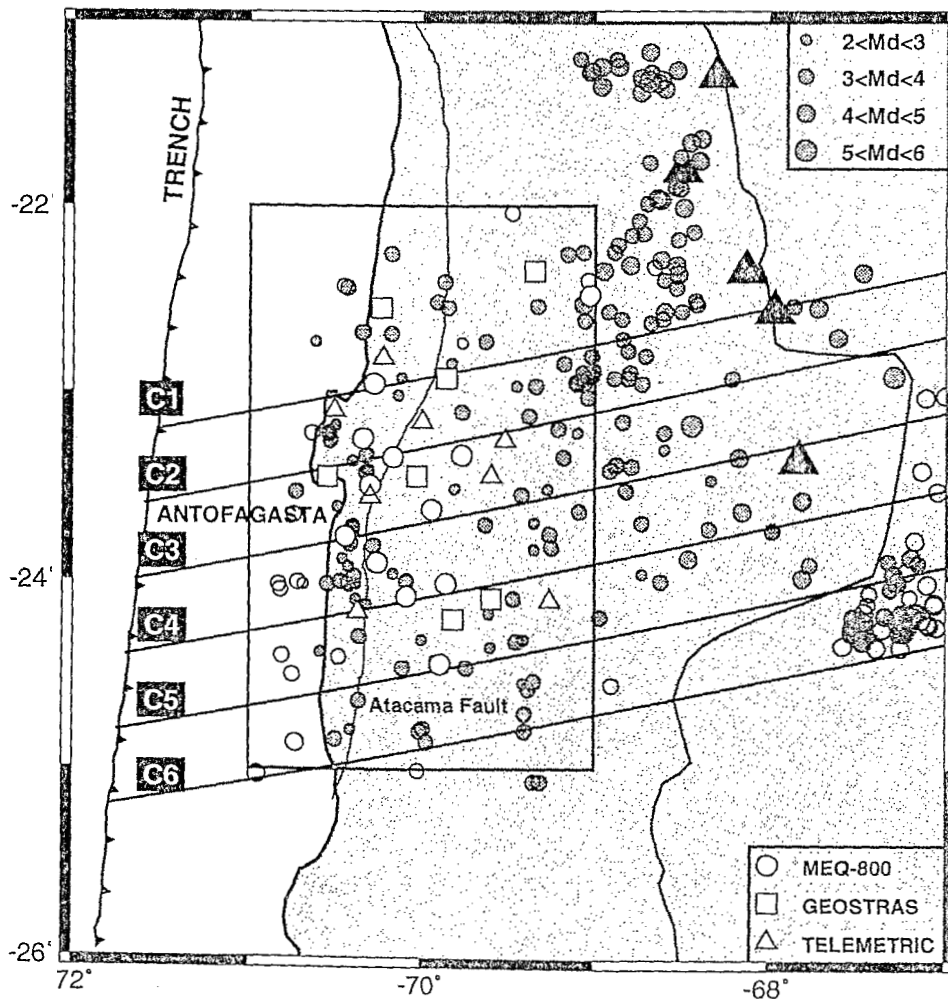 2<Md<3
3<Md<4
4<Md<5
5<Md<6
TRENCH
-22°
C1
C2
ANTOFAGASTA
C3
-24°
C4
C5
Atacama Fault
C6
MEQ-800
GEOSTRAS
TELEMETRIC
-26°
72°
-70°
-68°